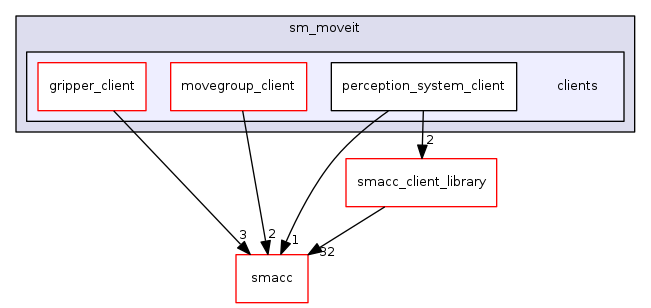 sm_moveit
gripper_client
movegroup_client
perception_system_client
clients
2
smacc_client_library
3
2
1
32
smacc